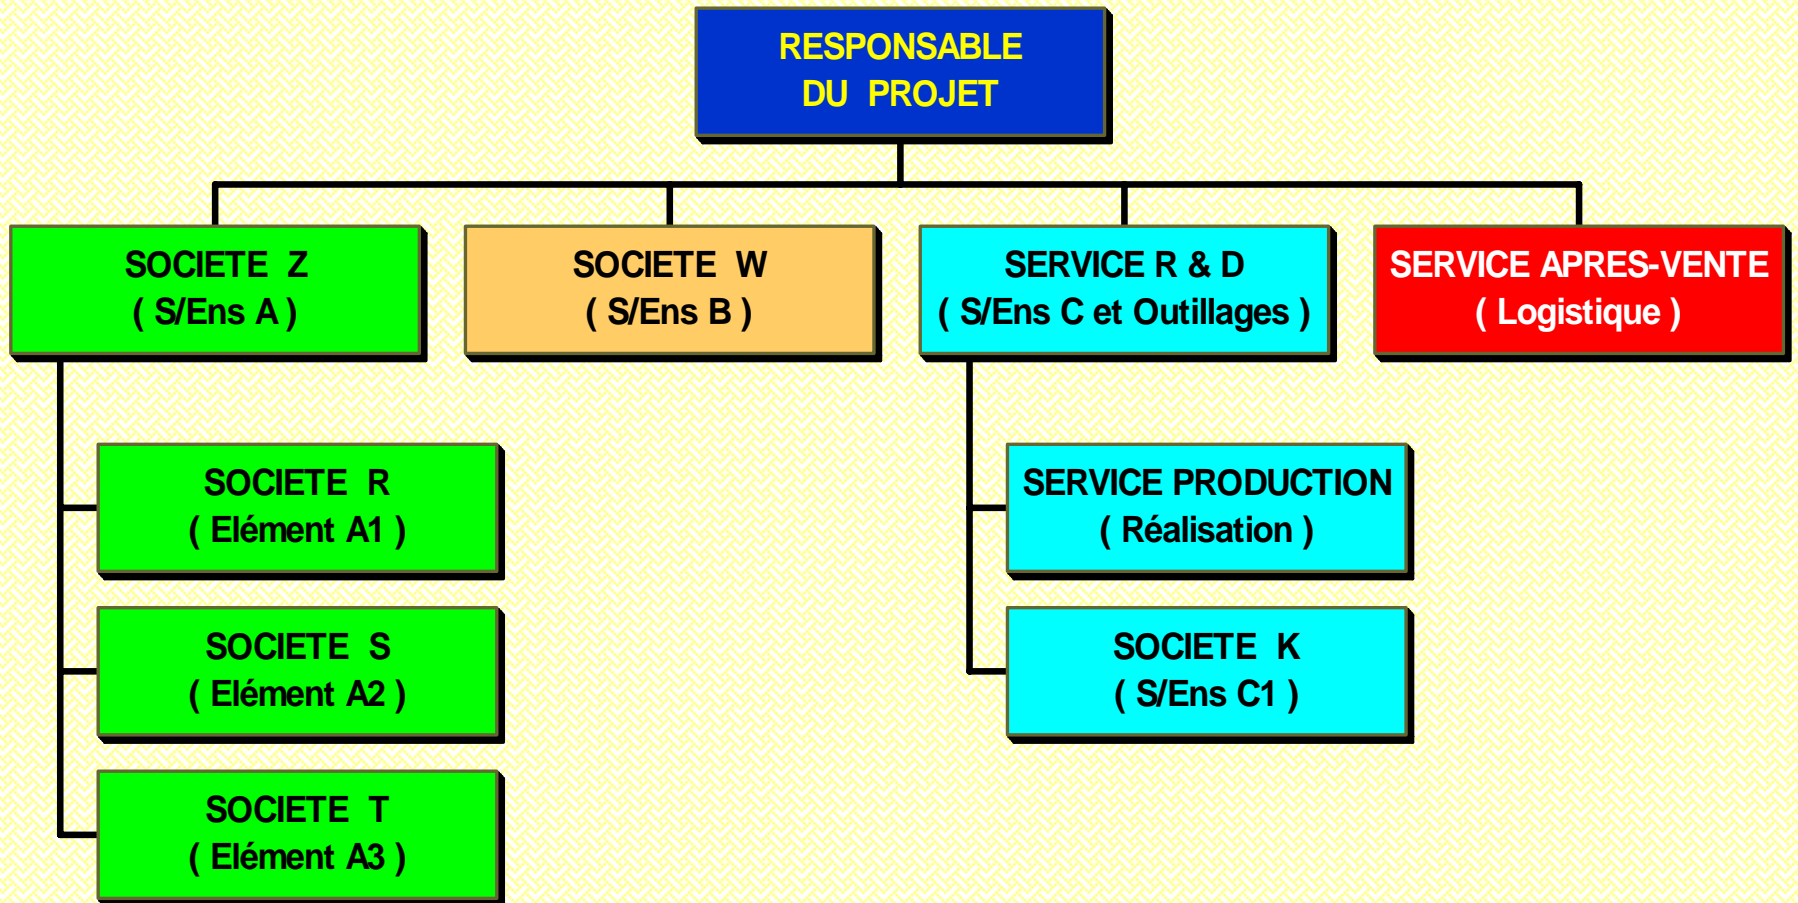 RESPONSABLE
DU PROJET
SOCIETE Z
( S/Ens A )
SOCIETE W
( S/Ens B )
SERVICE R & D
( S/Ens C et Outillages )
SERVICE APRES-VENTE
( Logistique )
SOCIETE R
( Elément A1 )
SOCIETE S
( Elément A2 )
SOCIETE T
( Elément A3 )
SERVICE PRODUCTION
( Réalisation )
SOCIETE K
( S/Ens C1 )